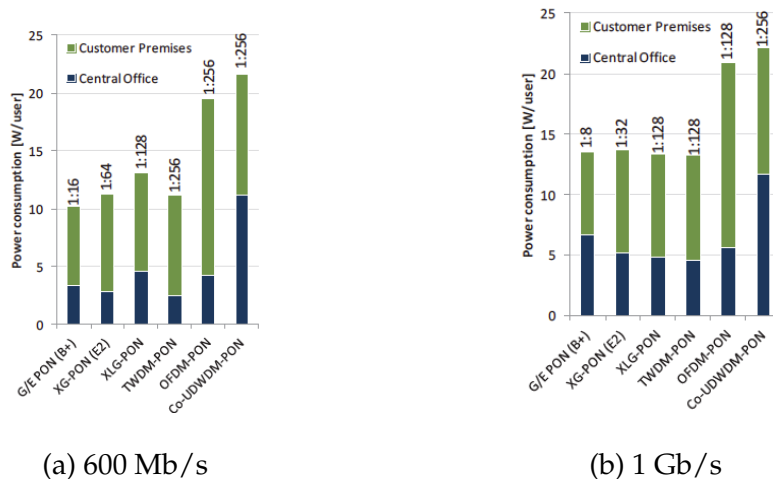 25
20
15
10
5
0
Power consumption [W/user]
Customer Premises
Central Office
1:16
1:64
1:128
1:256
1:256
1:256
G/E PON (B+)
XG-PON (E2)
XLG-PON
TWDM-PON
OFDM-PON
Co-UDWDM-PON
(a) 600 Mb/s
25
20
15
10
5
0
Power consumption [W/user]
Customer Premises
Central Office
1:8
1:32
1:128
1:128
1:128
1:256
G/E PON (B+)
XG-PON (E2)
XLG-PON
TWDM-PON
OFDM-PON
Co-UDWDM-PON
(b) 1 Gb/s